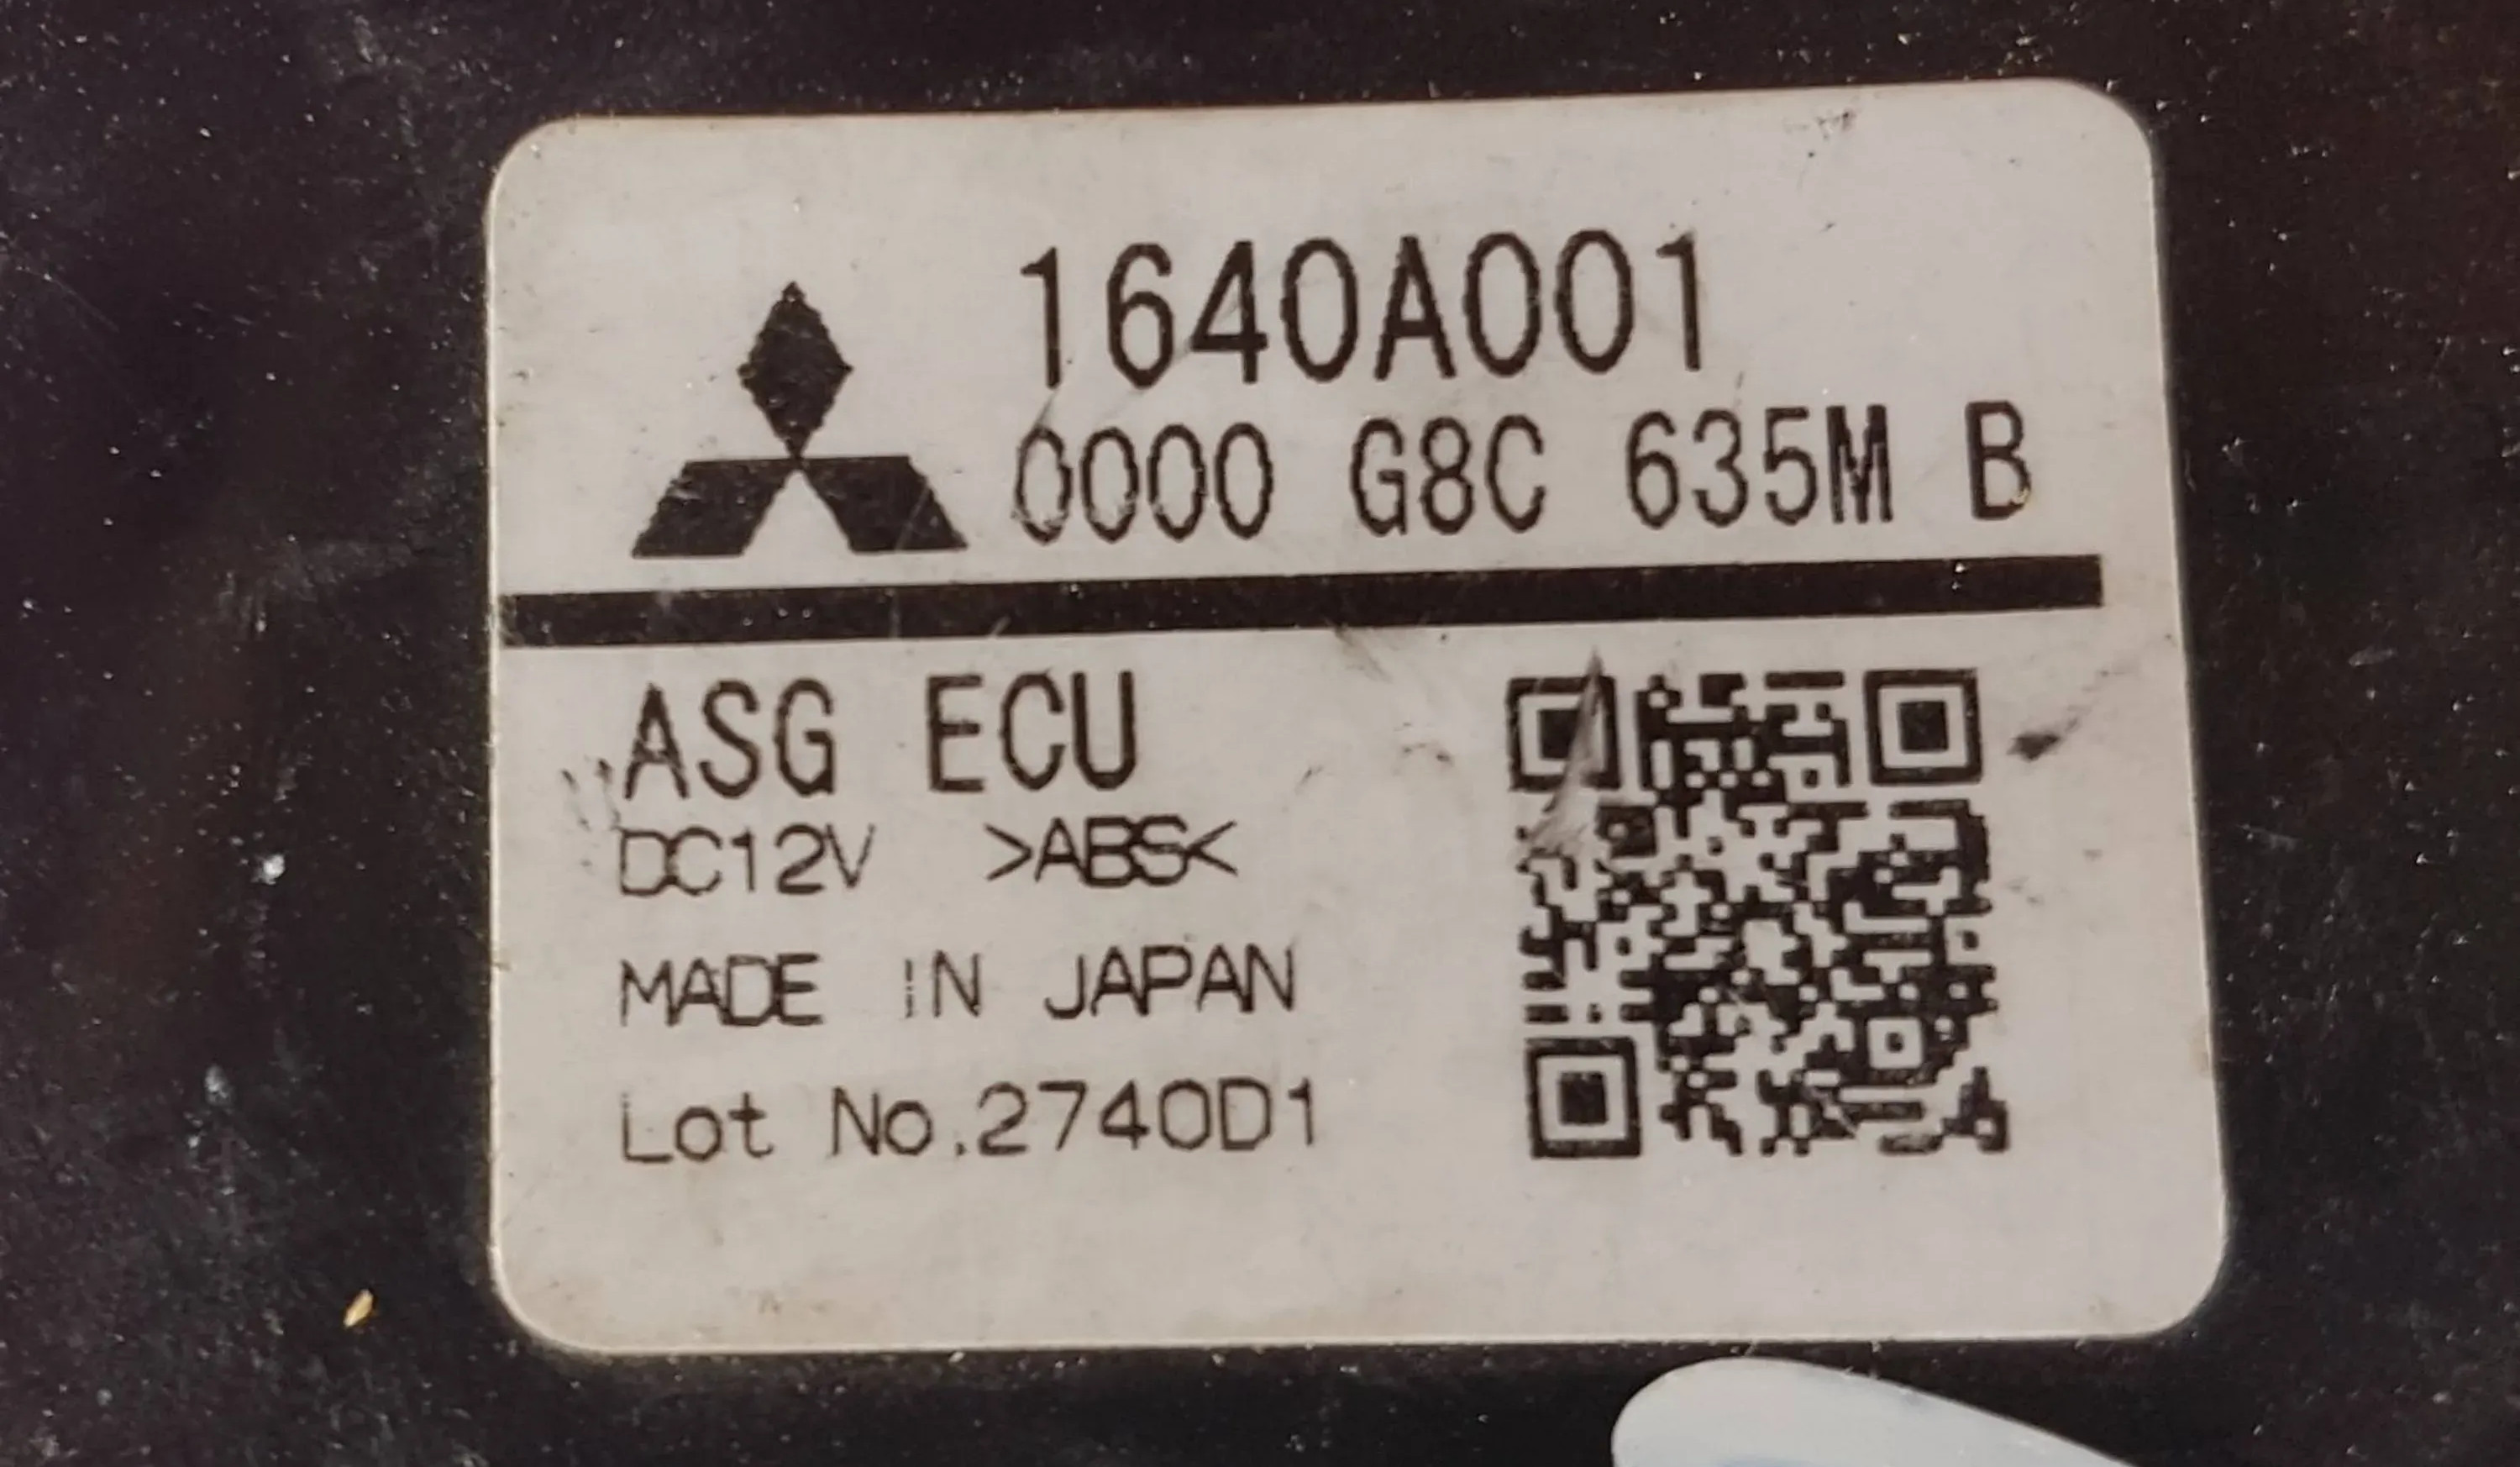 1640A001
0000 G8C 635M B
ASG ECU
DC12V >ABS<
MADE IN JAPAN
Lot No.2740D1